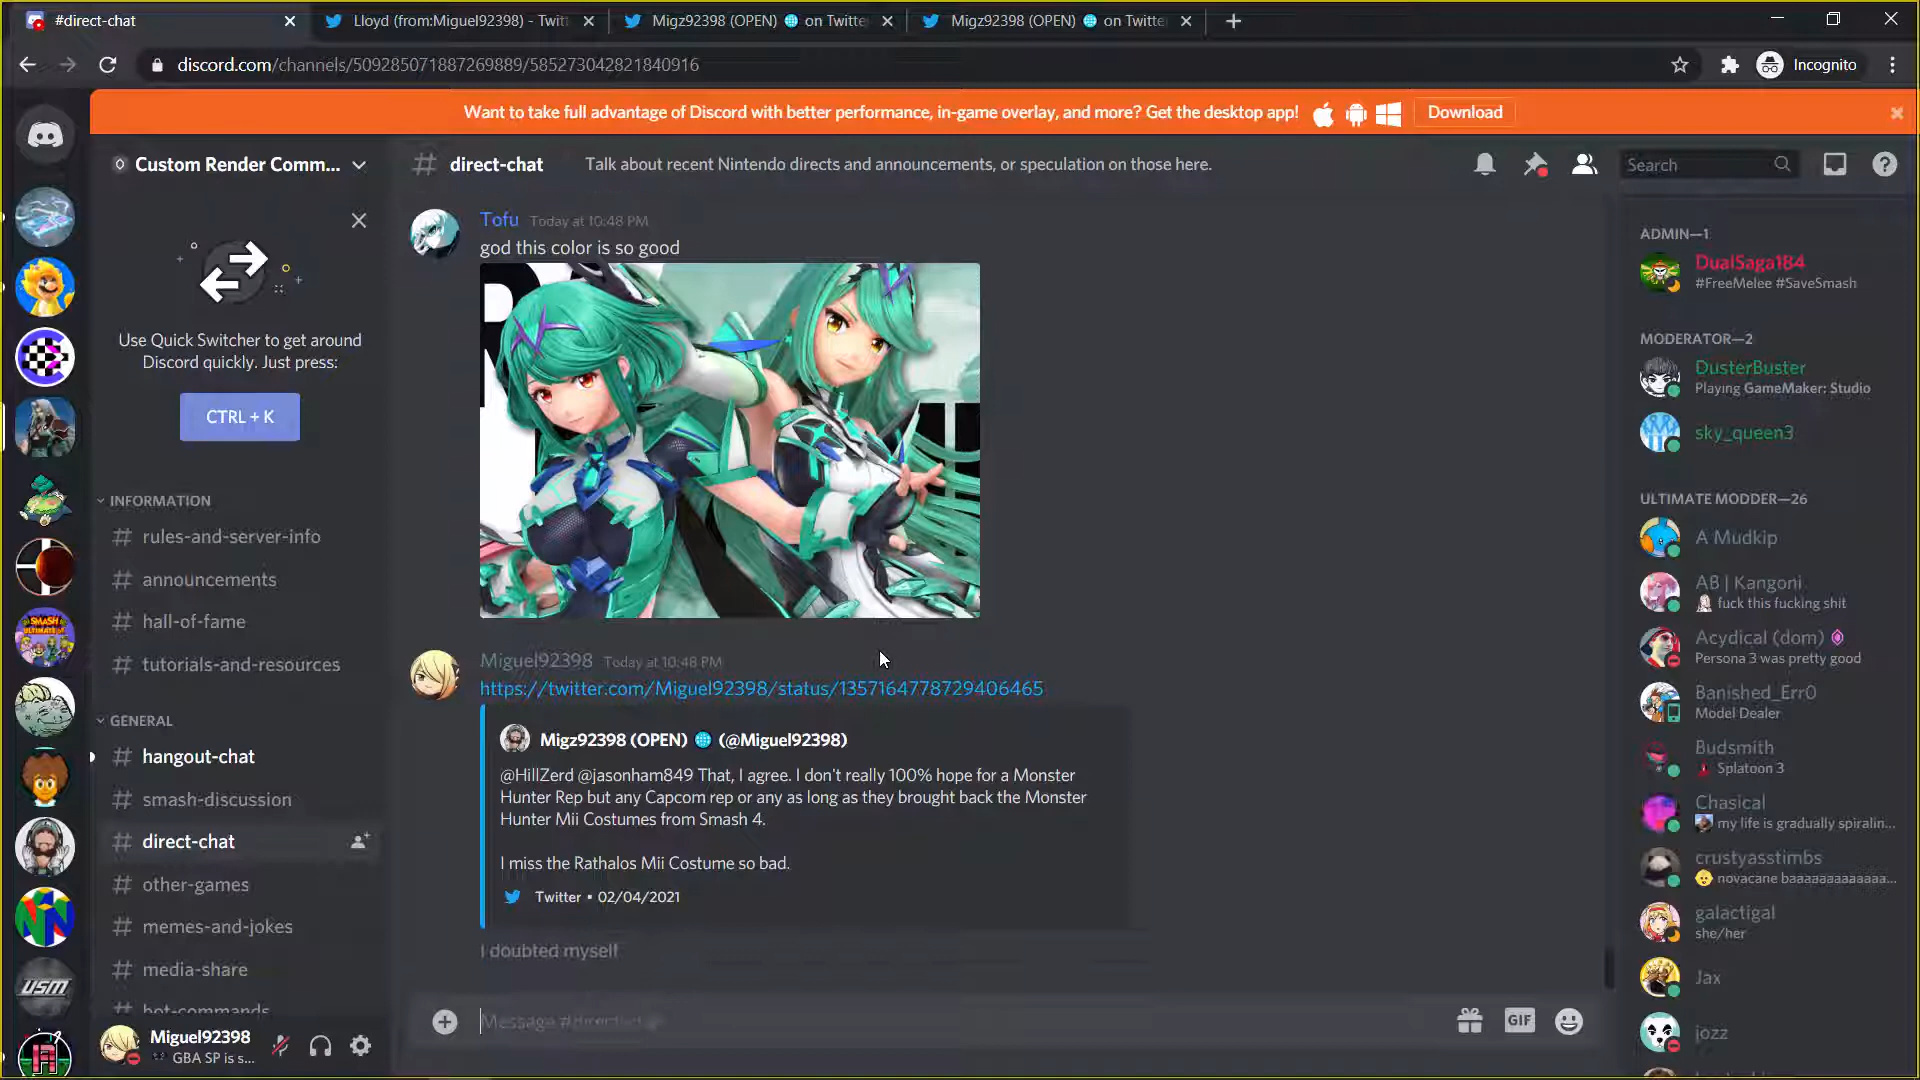 #direct-chat
Lloyd (from:Miguel92398) - Twitt
Migz92398 (OPEN) 🌐 on Twitte
Migz92398 (OPEN) 🌐 on Twitte
discord.com/channels/509285071887269889/585273042821840916
Incognito
Want to take full advantage of Discord with better performance, in-game overlay, and more? Get the desktop app!
Download
Custom Render Comm...
# direct-chat
Talk about recent Nintendo directs and announcements, or speculation on those here.
Search
Use Quick Switcher to get around
Discord quickly. Just press:
CTRL + K
INFORMATION
# rules-and-server-info
# announcements
# hall-of-fame
# tutorials-and-resources
GENERAL
# hangout-chat
# smash-discussion
# direct-chat
# other-games
# memes-and-jokes
# media-share
# bot-commands
SMASH
ULTIMATE
USM
Miguel92398
GBA SP is s...
Tofu Today at 10:48 PM
god this color is so good
Miguel92398 Today at 10:48 PM
https://twitter.com/Miguel92398/status/1357164778729406465
Migz92398 (OPEN) 🌐 (@Miguel92398)
@HillZerd @jasonham849 That, I agree. I don't really 100% hope for a Monster
Hunter Rep but any Capcom rep or any as long as they brought back the Monster
Hunter Mii Costumes from Smash 4.
I miss the Rathalos Mii Costume so bad.
Twitter • 02/04/2021
I doubted myself
Message #direct-chat
GIF
ADMIN—1
DualSaga184
#FreeMelee #SaveSmash
MODERATOR—2
DusterBuster
Playing GameMaker: Studio
sky_queen3
ULTIMATE MODDER—26
A Mudkip
AB | Kangoni
fuck this fucking shit
Acydical (dom)
Persona 3 was pretty good
Banished_Err0
Model Dealer
Budsmith
Splatoon 3
Chasical
my life is gradually spiralin...
crustyasstimbs
novacane baaaaaaaaaaaaa...
galactigal
she/her
Jax
jozz